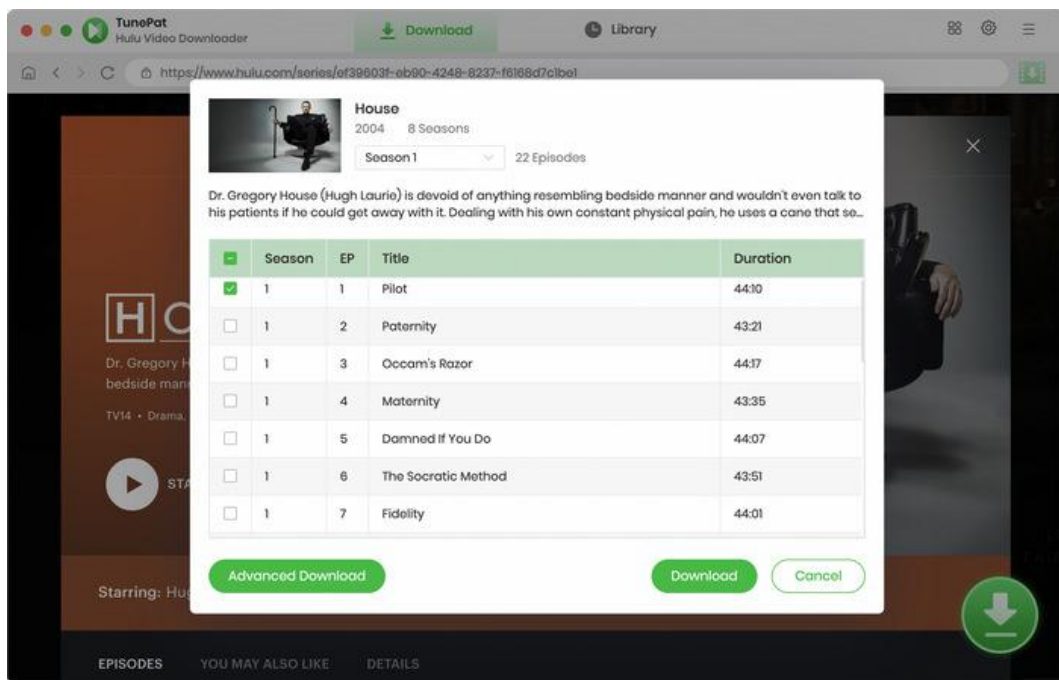 TunePat
Hulu Video Downloader
Download
Library
https://www.hulu.com/series/ef39603f-eb90-4248-8237-f6168d7c1be1
House
2004 8 Seasons
Season 1 22 Episodes
Dr. Gregory House (Hugh Laurie) is devoid of anything resembling bedside manner and wouldn't even talk to
his patients if he could get away with it. Dealing with his own constant physical pain, he uses a cane that se...
Season EP Title Duration
1 1 Pilot 44:10
1 2 Paternity 43:21
1 3 Occam's Razor 44:17
1 4 Maternity 43:35
1 5 Damned If You Do 44:07
1 6 The Socratic Method 43:51
1 7 Fidelity 44:01
Advanced Download
Download
Cancel
HO
Dr. Gregory H
bedside man
TV14 • Drama,
STA
Starring: Hug
EPISODES YOU MAY ALSO LIKE DETAILS